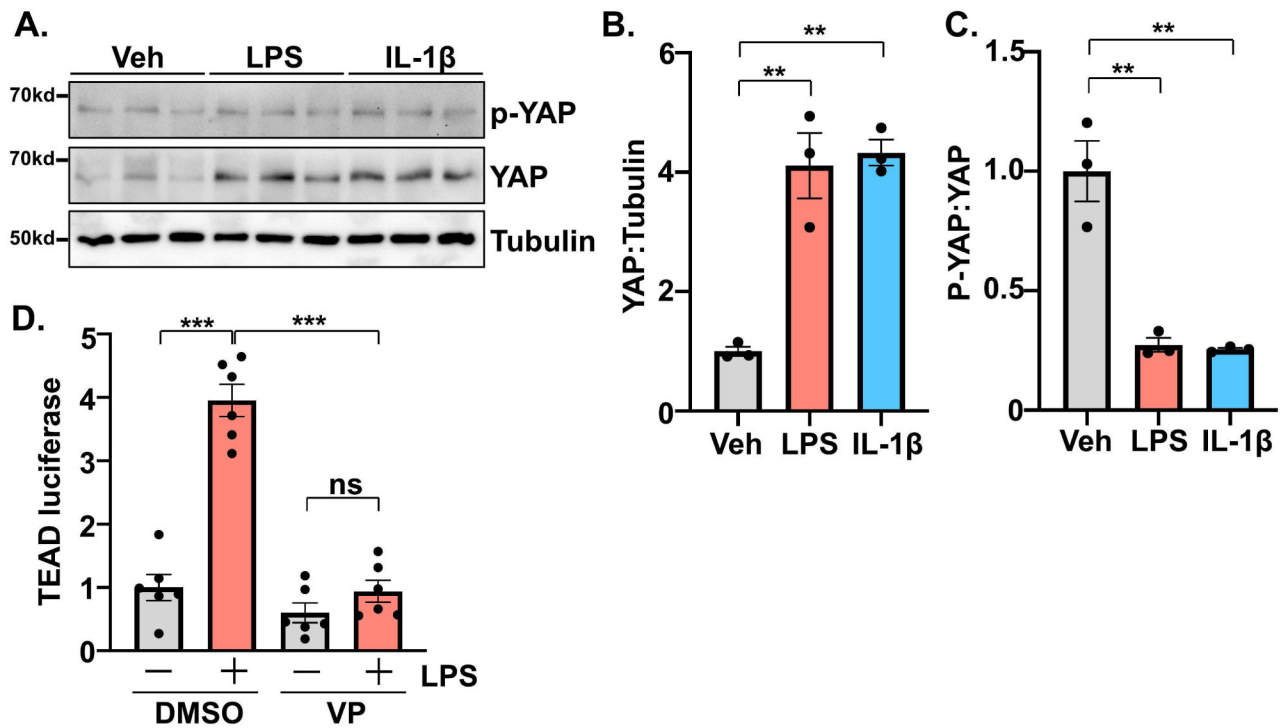 A.
Veh LPS IL-1β
70kd
p-YAP
70kd
YAP
50kd
Tubulin
B.
YAP:Tubulin
6
4
2
0
**
**
Veh LPS IL-1β
C.
P-YAP:YAP
1.5
1.0
0.5
0
**
**
Veh LPS IL-1β
D.
TEAD luciferase
5
4
3
2
1
0
*** ***
ns
— + — + LPS
DMSO VP